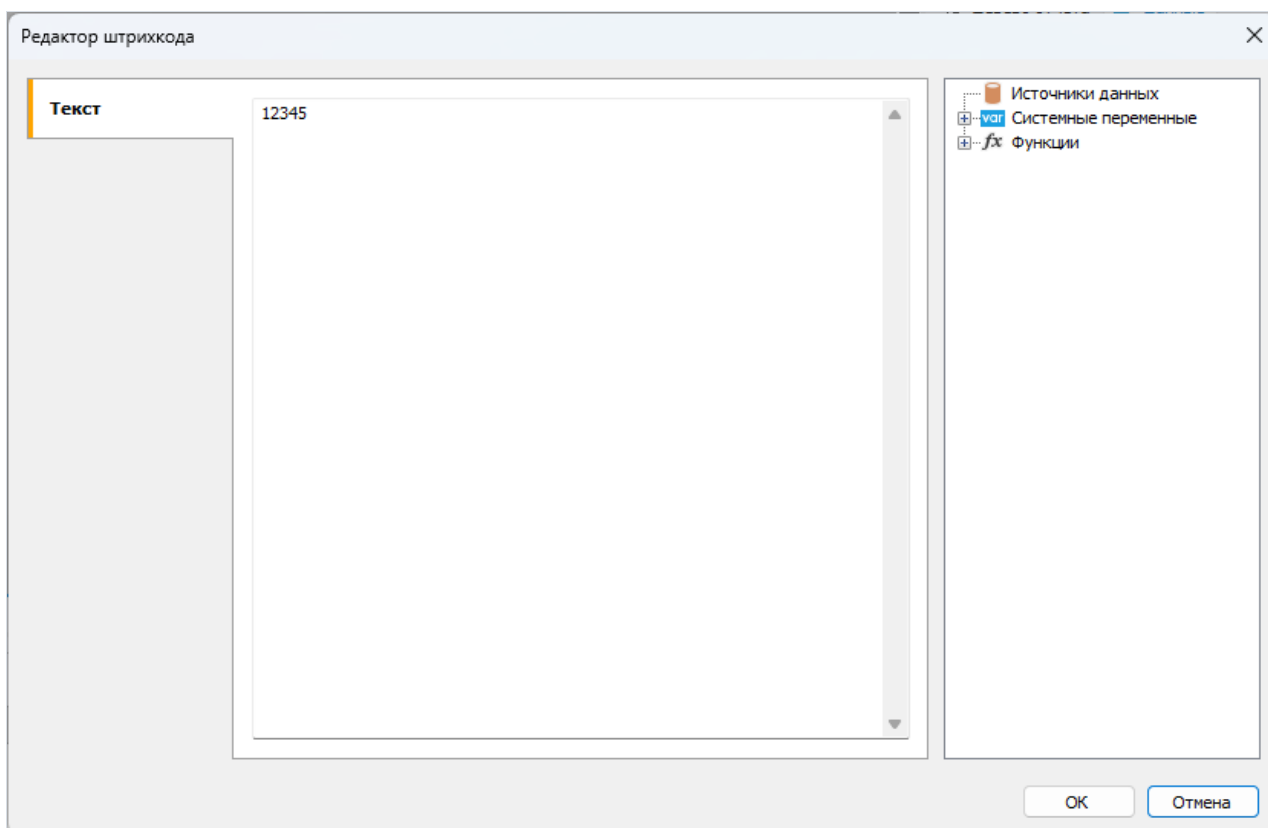 Редактор штрихкода
Текст
12345
Источники данных
var Системные переменные
fx Функции
OK
Отмена